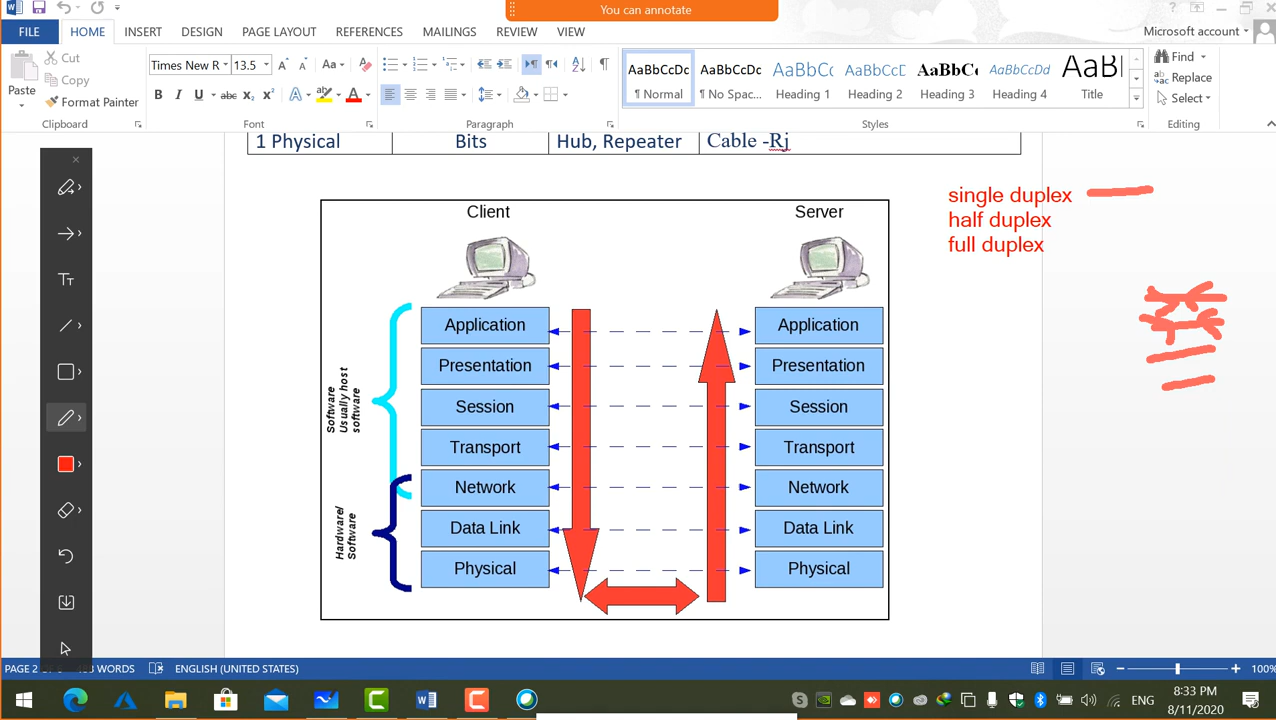 You can annotate
FILE HOME INSERT DESIGN PAGE LAYOUT REFERENCES MAILINGS REVIEW VIEW Microsoft account
Paste
Cut
Copy
Format Painter
Clipboard
Times New R 13.5 Aa
B I U abc X2 X2 A A
Font
Paragraph
AaBbCcDc AaBbCcDc AaBbCc AaBbCcD AaBbCc AaBbCcDd AaBl
¶ Normal ¶ No Spac... Heading 1 Heading 2 Heading 3 Heading 4 Title
Styles
Find
Replace
Select
Editing
1 Physical Bits Hub, Repeater Cable -Rj
single duplex
half duplex
full duplex
Client Server
Application Application
Presentation Presentation
Session Session
Transport Transport
Network Network
Data Link Data Link
Physical Physical
Software
Usually host
software
Hardware/
Software
TT
PAGE 2 WORDS ENGLISH (UNITED STATES) 100%
ENG
8:33 PM
8/11/2020